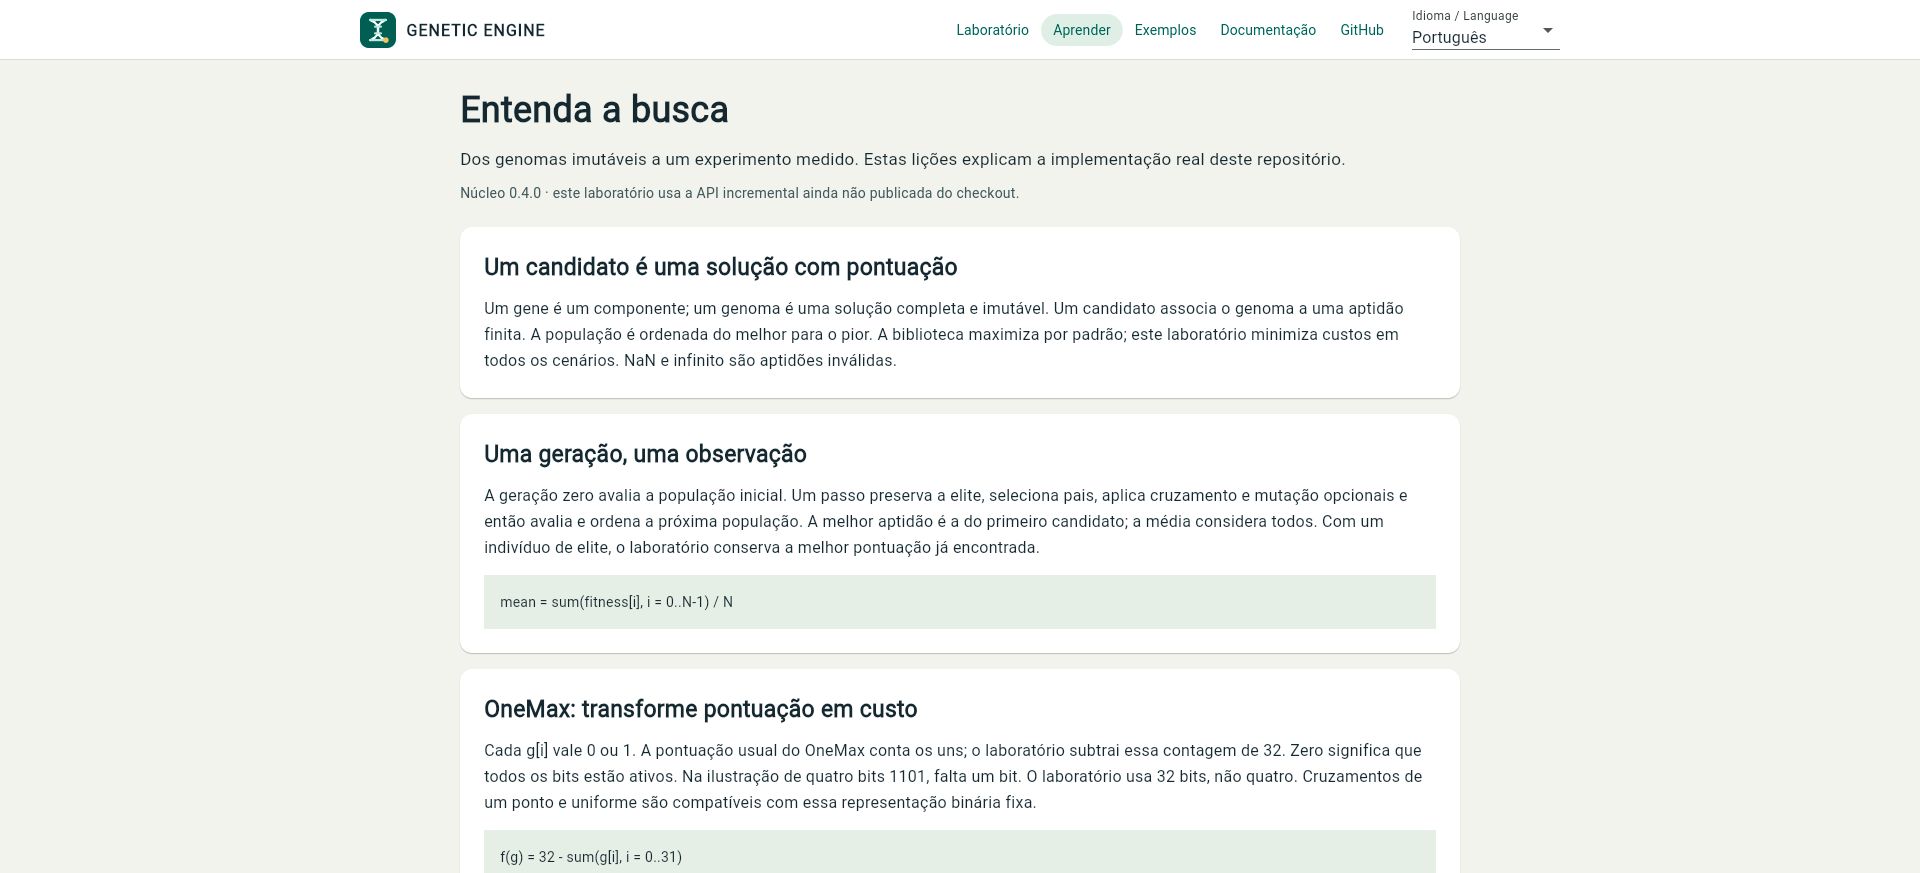 GENETIC ENGINE
Laboratório
Aprender
Exemplos
Documentação
GitHub
Idioma / Language
Português
Entenda a busca
Dos genomas imutáveis a um experimento medido. Estas lições explicam a implementação real deste repositório.
Núcleo 0.4.0 · este laboratório usa a API incremental ainda não publicada do checkout.
Um candidato é uma solução com pontuação
Um gene é um componente; um genoma é uma solução completa e imutável. Um candidato associa o genoma a uma aptidão
finita. A população é ordenada do melhor para o pior. A biblioteca maximiza por padrão; este laboratório minimiza custos em
todos os cenários. NaN e infinito são aptidões inválidas.
Uma geração, uma observação
A geração zero avalia a população inicial. Um passo preserva a elite, seleciona pais, aplica cruzamento e mutação opcionais e
então avalia e ordena a próxima população. A melhor aptidão é a do primeiro candidato; a média considera todos. Com um
indivíduo de elite, o laboratório conserva a melhor pontuação já encontrada.
mean = sum(fitness[i], i = 0..N-1) / N
OneMax: transforme pontuação em custo
Cada g[i] vale 0 ou 1. A pontuação usual do OneMax conta os uns; o laboratório subtrai essa contagem de 32. Zero significa que
todos os bits estão ativos. Na ilustração de quatro bits 1101, falta um bit. O laboratório usa 32 bits, não quatro. Cruzamentos de
um ponto e uniforme são compatíveis com essa representação binária fixa.
f(g) = 32 - sum(g[i], i = 0..31)